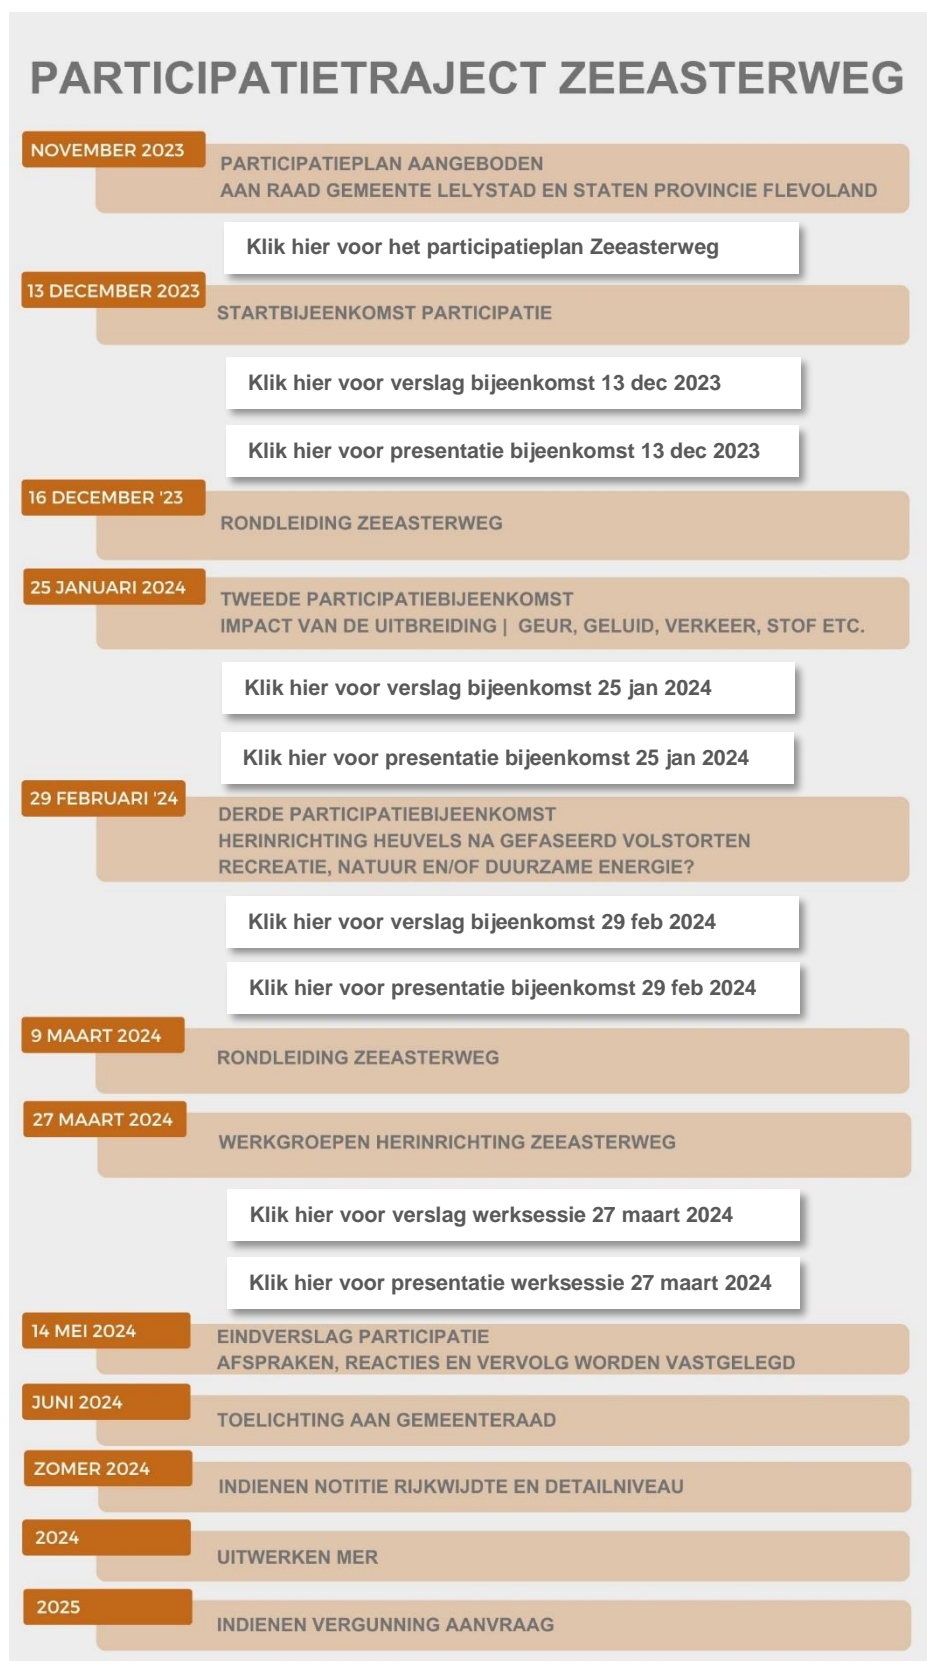 PARTICIPATIETRAJECT ZEEASTERWEG
NOVEMBER 2023
PARTICIPATIEPLAN AANGEBODEN
AAN RAAD GEMEENTE LELYSTAD EN STATEN PROVINCIE FLEVOLAND
Klik hier voor het participatieplan Zeeasterweg
13 DECEMBER 2023
STARTBIJEENKOMST PARTICIPATIE
Klik hier voor verslag bijeenkomst 13 dec 2023
Klik hier voor presentatie bijeenkomst 13 dec 2023
16 DECEMBER '23
RONDLEIDING ZEEASTERWEG
25 JANUARI 2024
TWEEDE PARTICIPATIEBIJEENKOMST
IMPACT VAN DE UITBREIDING | GEUR, GELUID, VERKEER, STOF ETC.
Klik hier voor verslag bijeenkomst 25 jan 2024
Klik hier voor presentatie bijeenkomst 25 jan 2024
29 FEBRUARI '24
DERDE PARTICIPATIEBIJEENKOMST
HERINRICHTING HEUVELS NA GEFASEERD VOLSTORTEN
RECREATIE, NATUUR EN/OF DUURZAME ENERGIE?
Klik hier voor verslag bijeenkomst 29 feb 2024
Klik hier voor presentatie bijeenkomst 29 feb 2024
9 MAART 2024
RONDLEIDING ZEEASTERWEG
27 MAART 2024
WERKGROEPEN HERINRICHTING ZEEASTERWEG
Klik hier voor verslag werksessie 27 maart 2024
Klik hier voor presentatie werksessie 27 maart 2024
14 MEI 2024
EINDVERSLAG PARTICIPATIE
AFSPRAKEN, REACTIES EN VERVOLG WORDEN VASTGELEGD
JUNI 2024
TOELICHTING AAN GEMEENTERAAD
ZOMER 2024
INDIENEN NOTITIE RIJKWIJDTE EN DETAILNIVEAU
2024
UITWERKEN MER
2025
INDIENEN VERGUNNING AANVRAAG